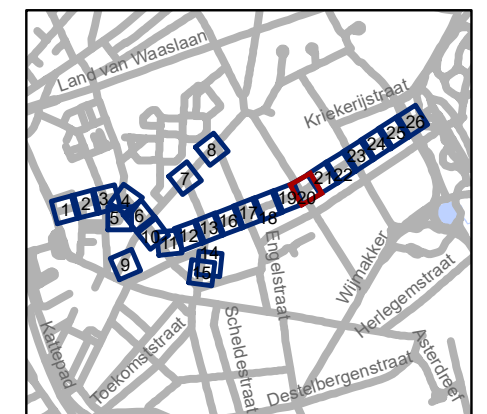 Land van Waaslaan
Kriekerijstraat
26
25
24
23
22
21
20
19
18
17
16
13
12
11
10
8
7
1
2
3
4
5
6
9
14
15
Engelstraat
Wijmakker
Herlegemstraat
Scheldestraat
Toekomststraat
Kattepad
Destelbergenstraat
Asterdreef